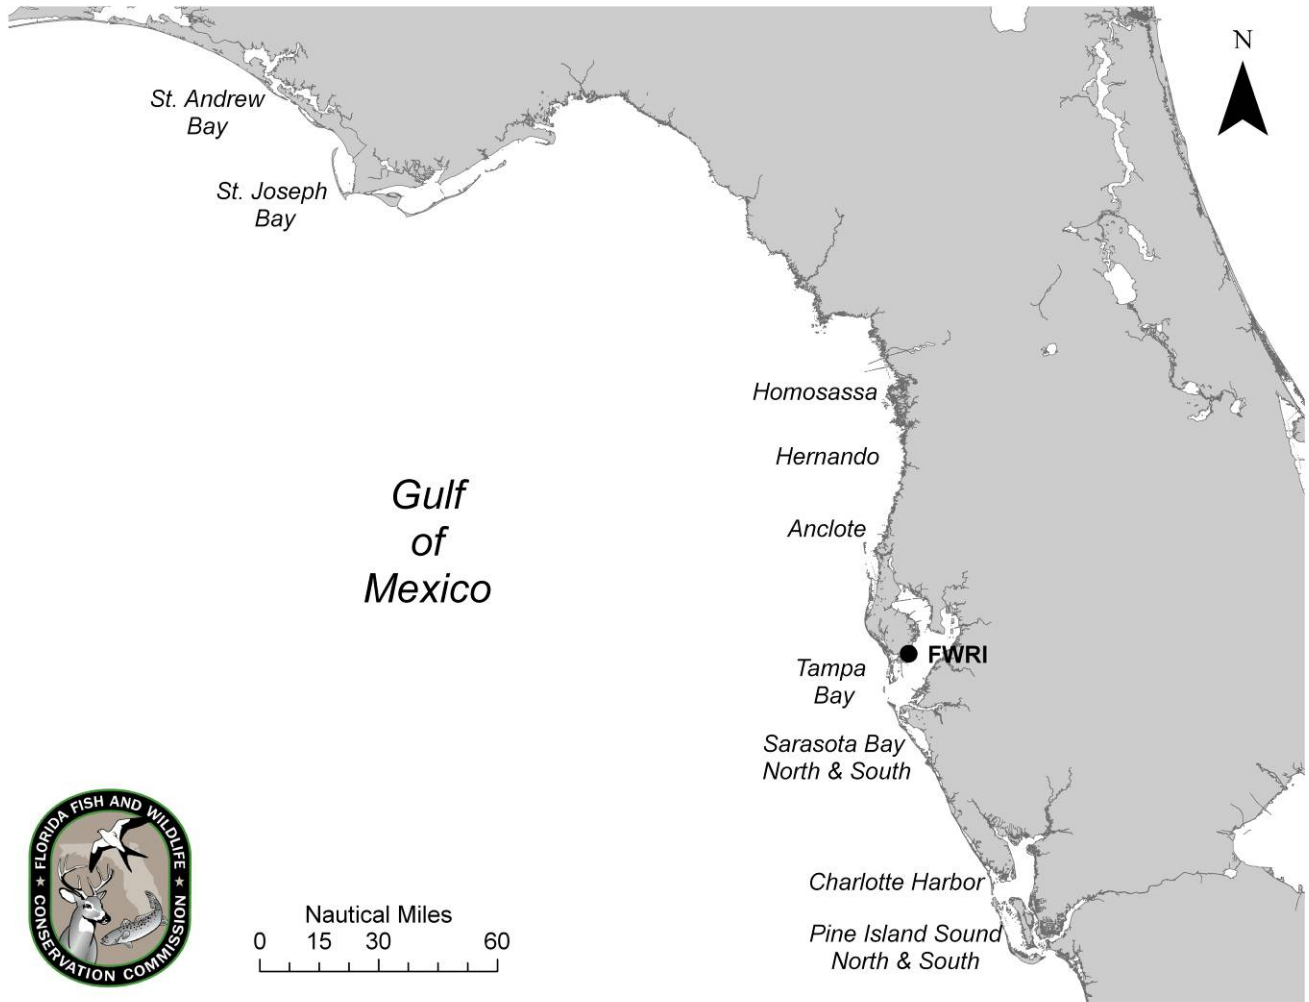 N
St. Andrew
Bay
St. Joseph
Bay
Homosassa
Hernando
Gulf
of
Mexico
Anclote
FWRI
Tampa
Bay
Sarasota Bay
North & South
Charlotte Harbor
Pine Island Sound
North & South
Nautical Miles
0 15 30 60
FLORIDA FISH AND WILDLIFE
CONSERVATION COMMISSION